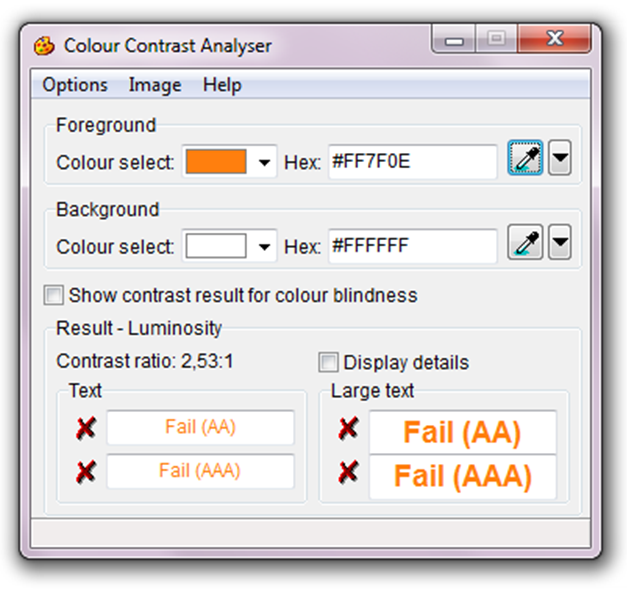 Colour Contrast Analyser
Options Image Help
Foreground
Colour select: Hex: #FF7F0E
Background
Colour select: Hex: #FFFFFF
Show contrast result for colour blindness
Result - Luminosity
Contrast ratio: 2,53:1 Display details
Text Large text
Fail (AA) Fail (AA)
Fail (AAA) Fail (AAA)